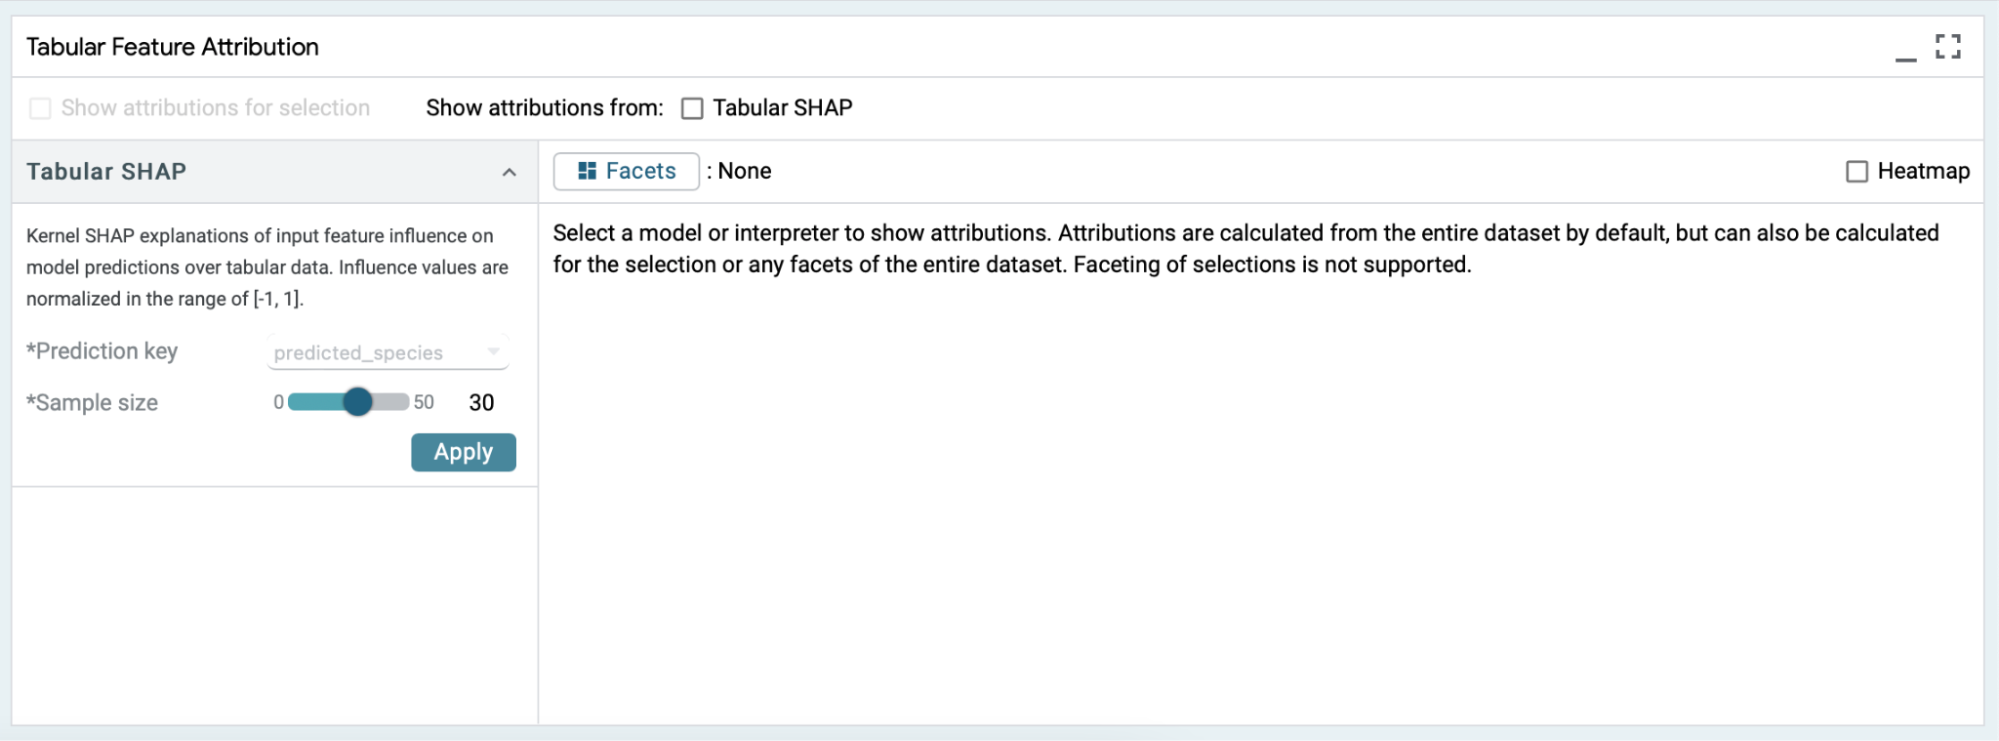 Tabular Feature Attribution
Show attributions for selection
Show attributions from:
Tabular SHAP
Tabular SHAP
Facets
: None
Heatmap
Kernel SHAP explanations of input feature influence on
model predictions over tabular data. Influence values are
normalized in the range of [-1, 1].
*Prediction key
predicted_species
*Sample size
0
50
30
Apply
Select a model or interpreter to show attributions. Attributions are calculated from the entire dataset by default, but can also be calculated
for the selection or any facets of the entire dataset. Faceting of selections is not supported.